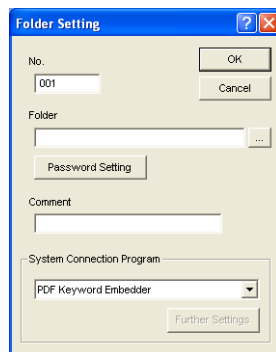 Folder Setting
No.
OK
001
Cancel
Folder
...
Password Setting
Comment
System Connection Program
PDF Keyword Embedder
Further Settings